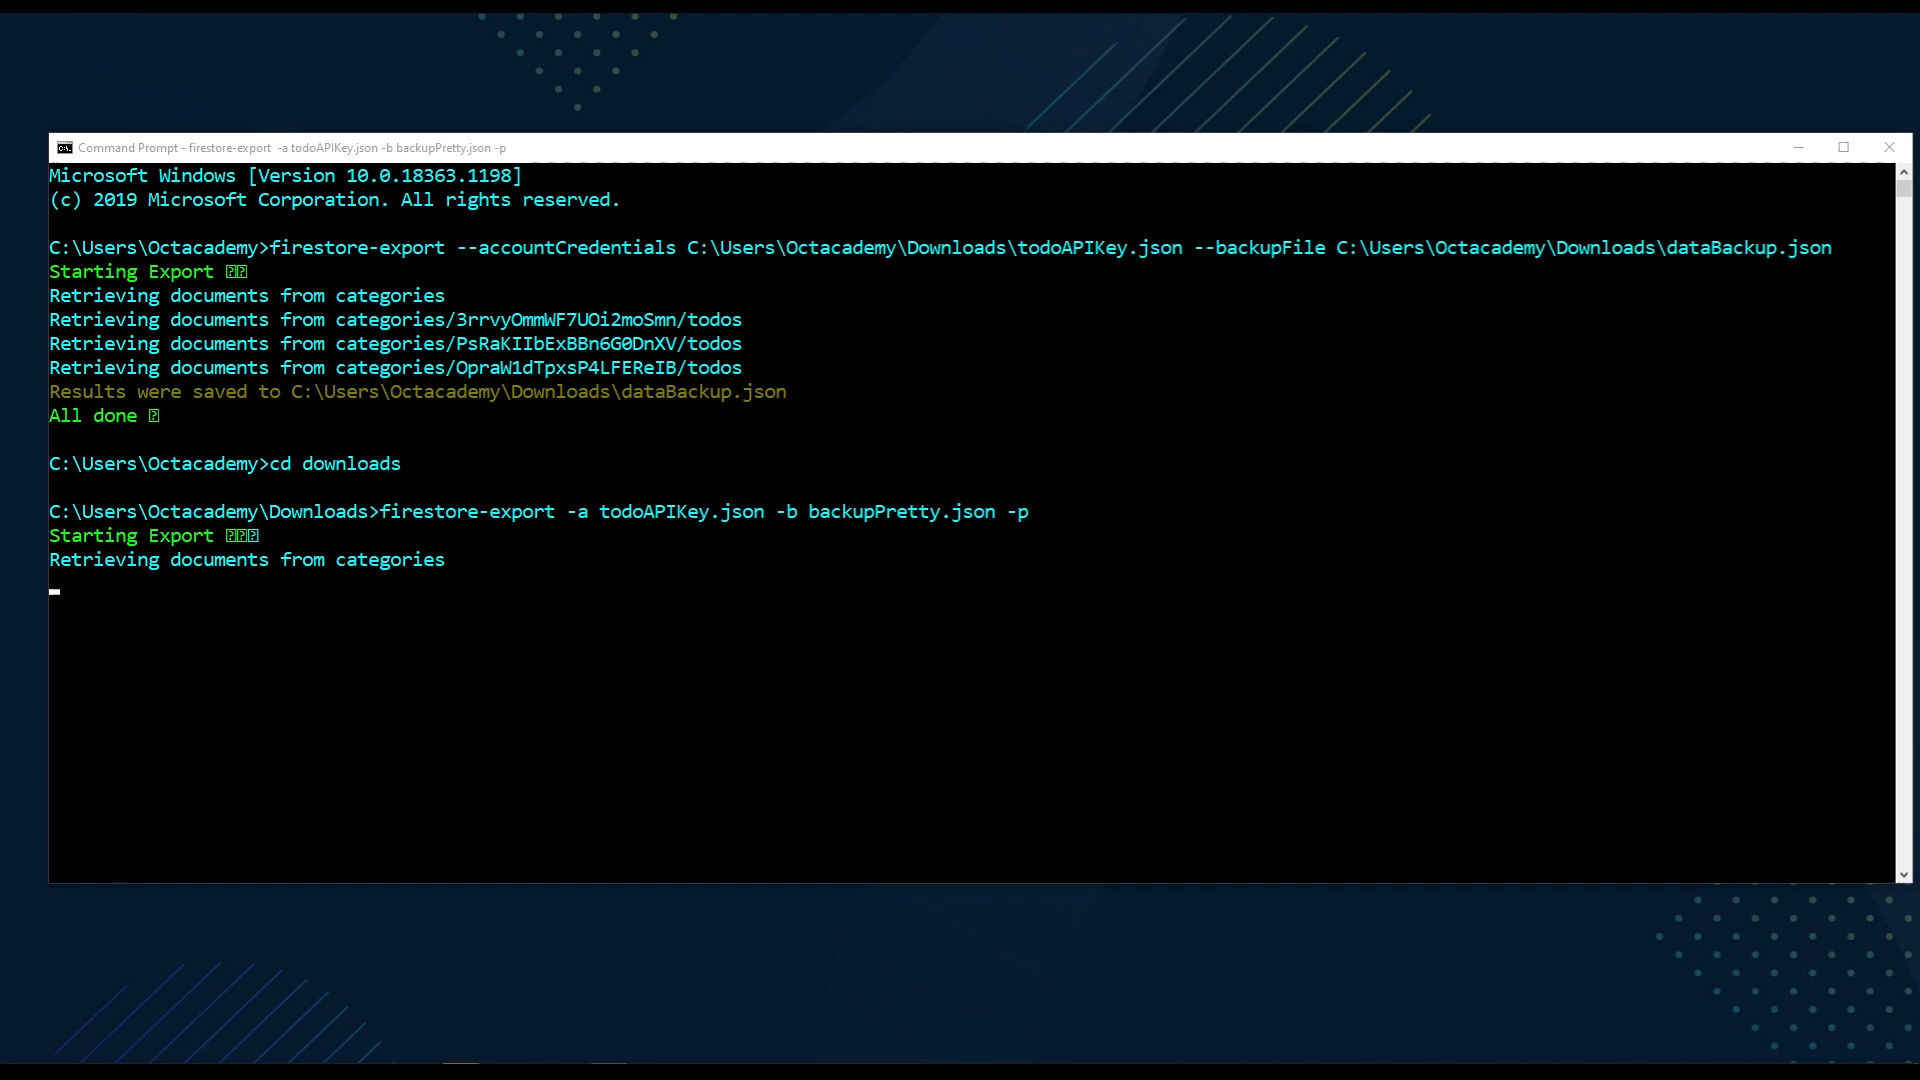 Command Prompt - firestore-export  -a todoAPIKey.json -b backupPretty.json -p
Microsoft Windows [Version 10.0.18363.1198]
(c) 2019 Microsoft Corporation. All rights reserved.
C:\Users\Octacademy>firestore-export --accountCredentials C:\Users\Octacademy\Downloads\todoAPIKey.json --backupFile C:\Users\Octacademy\Downloads\dataBackup.json
Starting Export
Retrieving documents from categories
Retrieving documents from categories/3rrvyOmmWF7UOi2moSmn/todos
Retrieving documents from categories/PsRaKIIbExBBn6G0DnXV/todos
Retrieving documents from categories/OpraW1dTpxsP4LFEReIB/todos
Results were saved to C:\Users\Octacademy\Downloads\dataBackup.json
All done
C:\Users\Octacademy>cd downloads
C:\Users\Octacademy\Downloads>firestore-export -a todoAPIKey.json -b backupPretty.json -p
Starting Export
Retrieving documents from categories